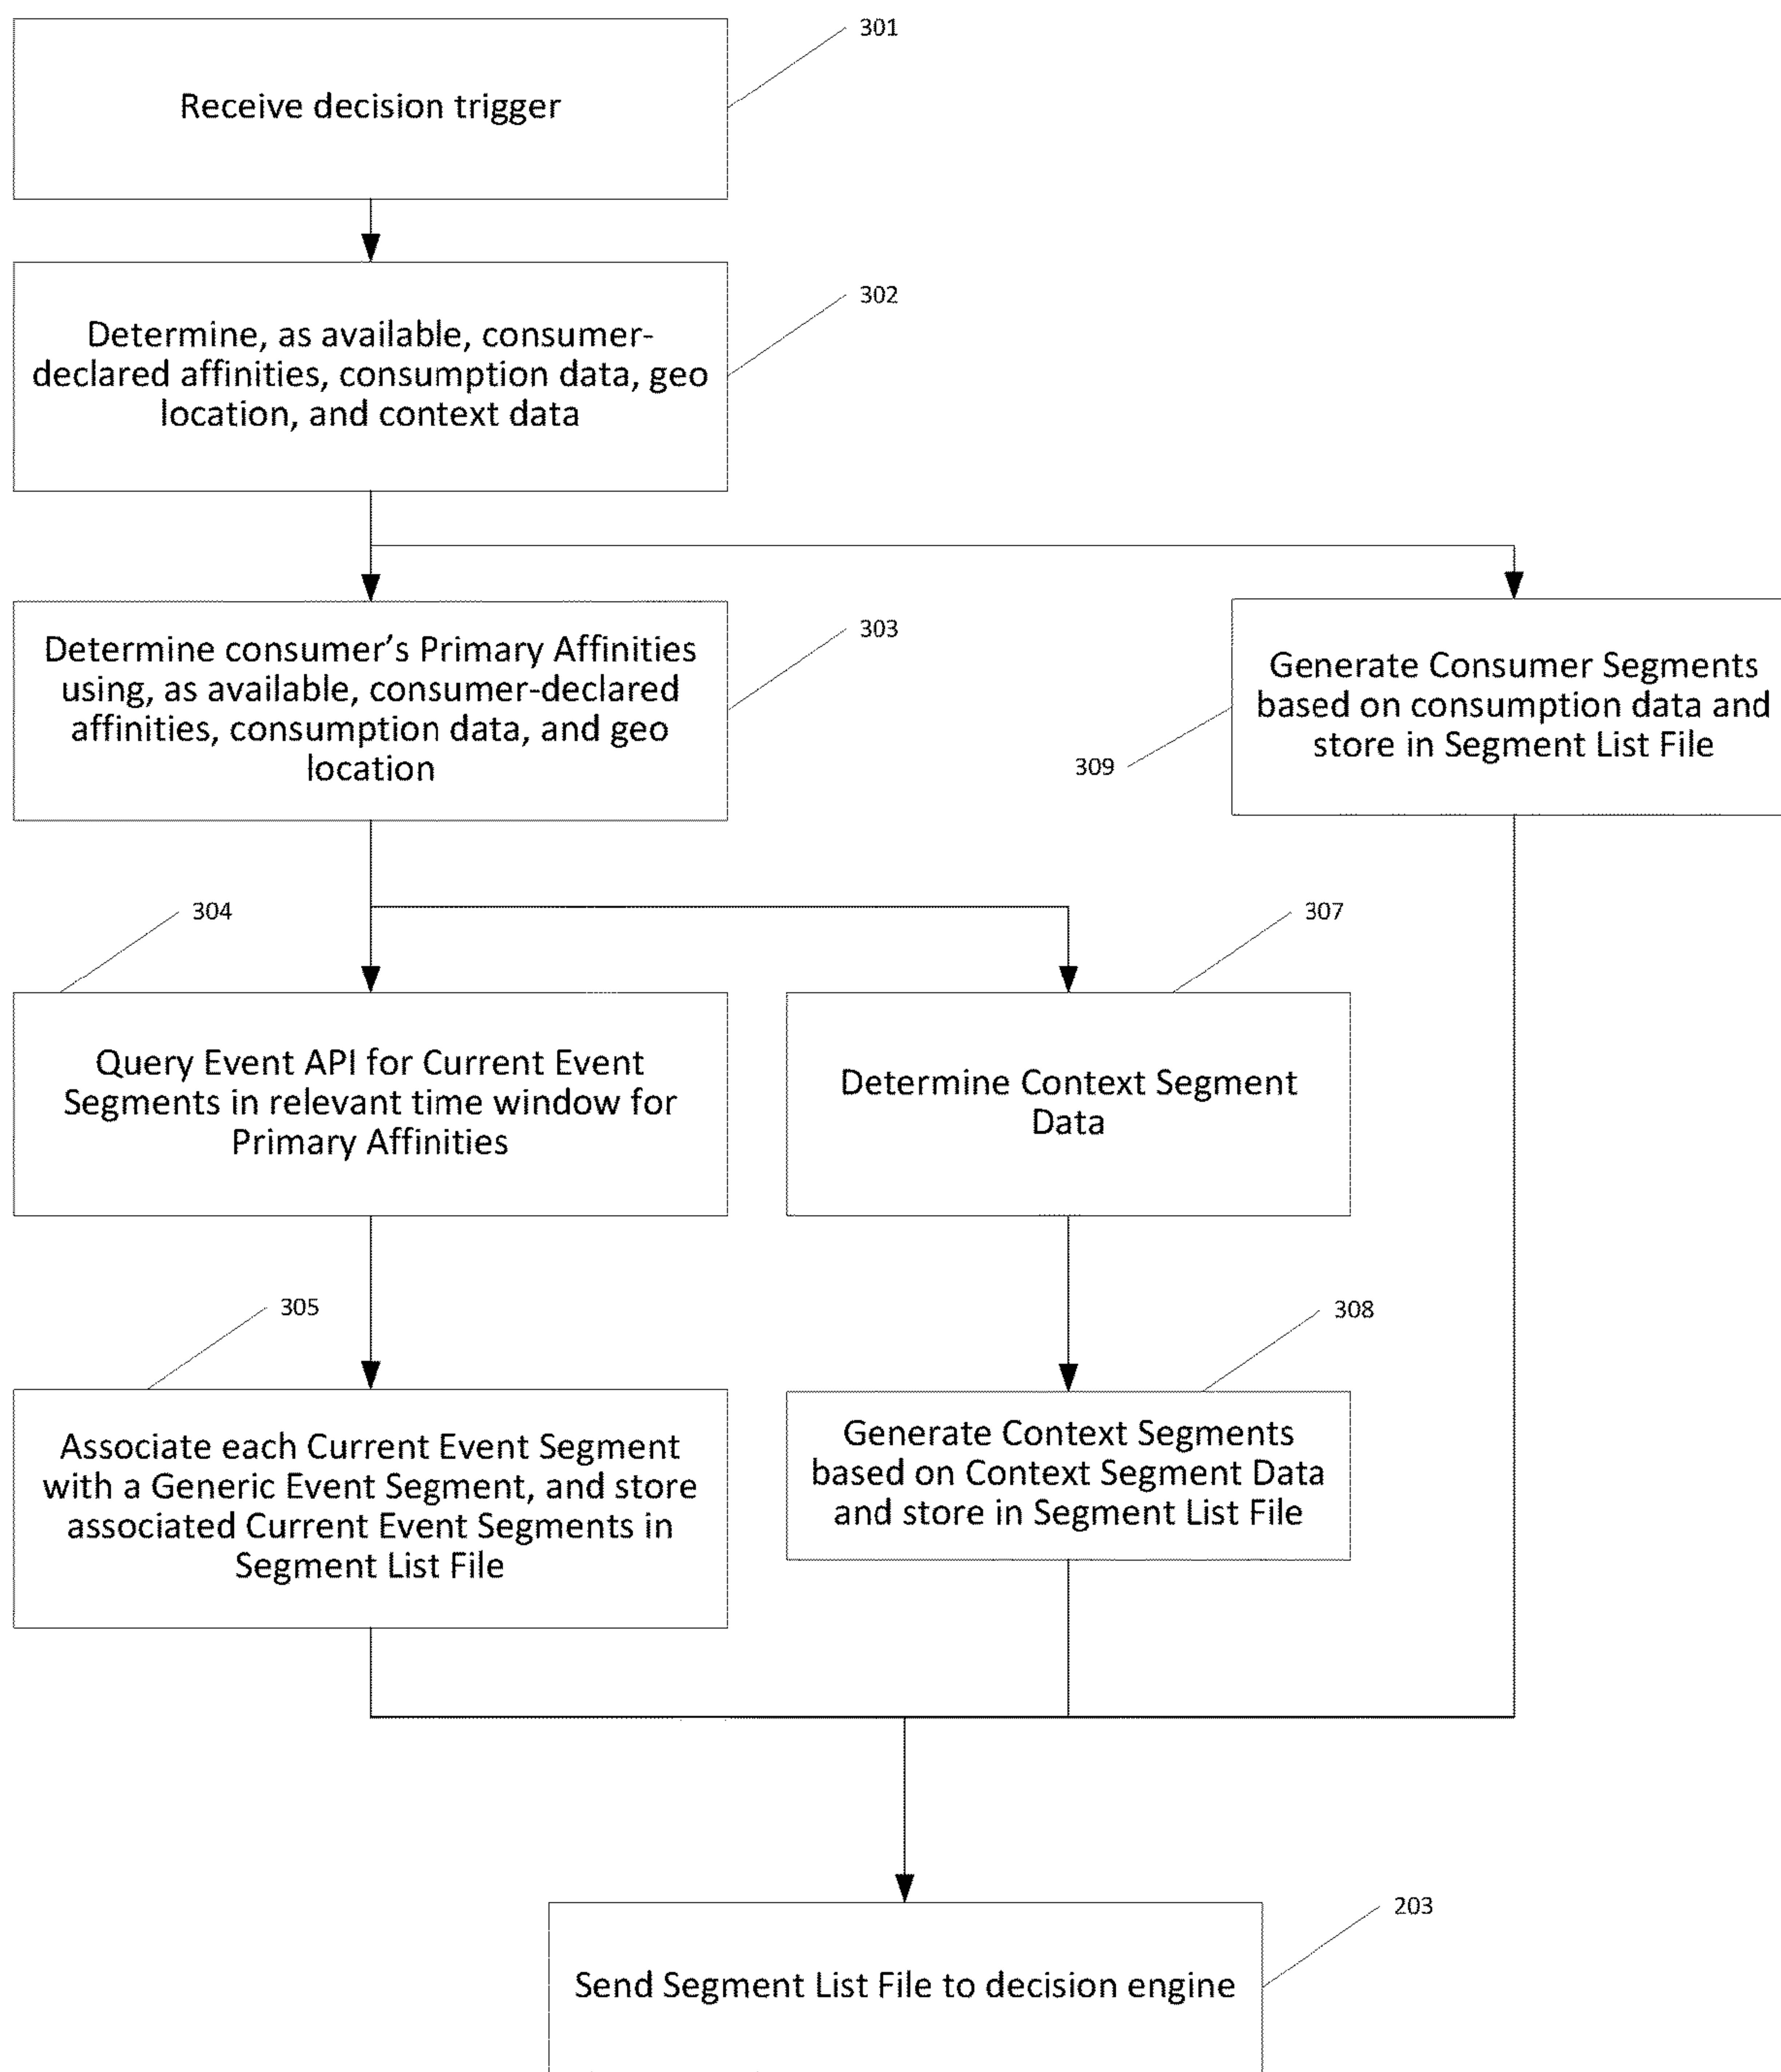 301
Receive decision trigger
302
Determine, as available, consumer-
declared affinities, consumption data, geo
location, and context data
303
Determine consumer's Primary Affinities
using, as available, consumer-declared
affinities, consumption data, and geo
location
Generate Consumer Segments
based on consumption data and
store in Segment List File
309
304
307
Query Event API for Current Event
Segments in relevant time window for
Primary Affinities
Determine Context Segment
Data
305
308
Associate each Current Event Segment
with a Generic Event Segment, and store
associated Current Event Segments in
Segment List File
Generate Context Segments
based on Context Segment Data
and store in Segment List File
203
Send Segment List File to decision engine